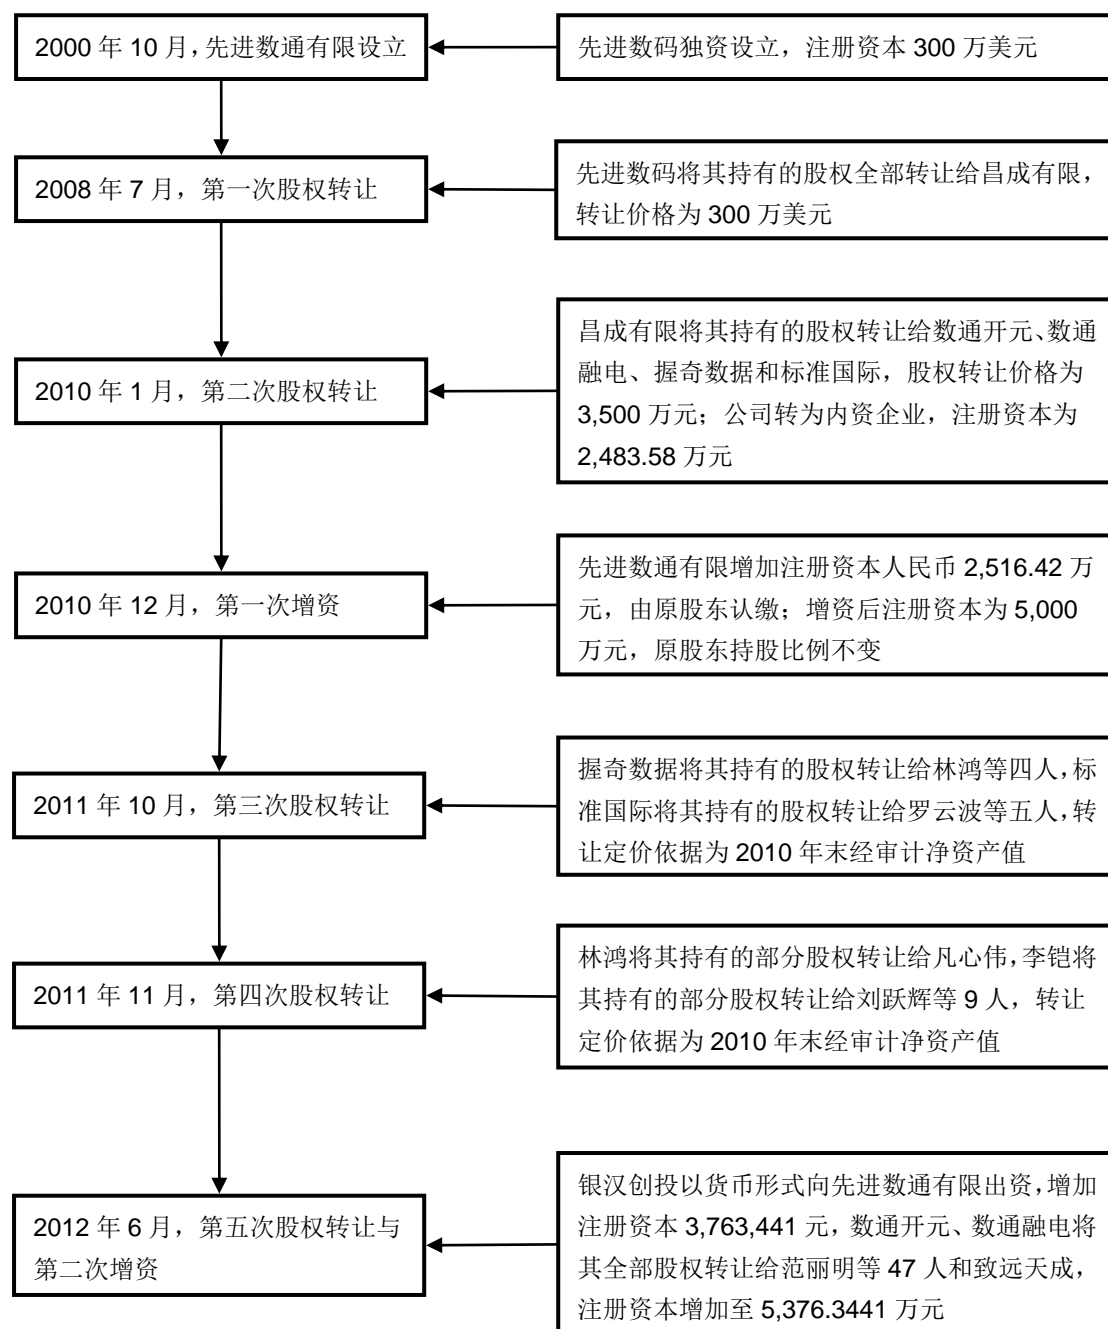 2000 年 10 月，先进数通有限设立
先进数码独资设立，注册资本 300 万美元
2008 年 7 月，第一次股权转让
先进数码将其持有的股权全部转让给昌成有限，
转让价格为 300 万美元
2010 年 1 月，第二次股权转让
昌成有限将其持有的股权转让给数通开元、数通
融电、握奇数据和标准国际，股权转让价格为
3,500 万元；公司转为内资企业，注册资本为
2,483.58 万元
2010 年 12 月，第一次增资
先进数通有限增加注册资本人民币 2,516.42 万
元，由原股东认缴；增资后注册资本为 5,000
万元，原股东持股比例不变
2011 年 10 月，第三次股权转让
握奇数据将其持有的股权转让给林鸿等四人，标
准国际将其持有的股权转让给罗云波等五人，转
让定价依据为 2010 年末经审计净资产值
2011 年 11 月，第四次股权转让
林鸿将其持有的部分股权转让给凡心伟，李铠将
其持有的部分股权转让给刘跃辉等 9 人，转让
定价依据为 2010 年末经审计净资产值
2012 年 6 月，第五次股权转让与
第二次增资
银汉创投以货币形式向先进数通有限出资，增加
注册资本 3,763,441 元，数通开元、数通融电将
其全部股权转让给范丽明等 47 人和致远天成，
注册资本增加至 5,376.3441 万元